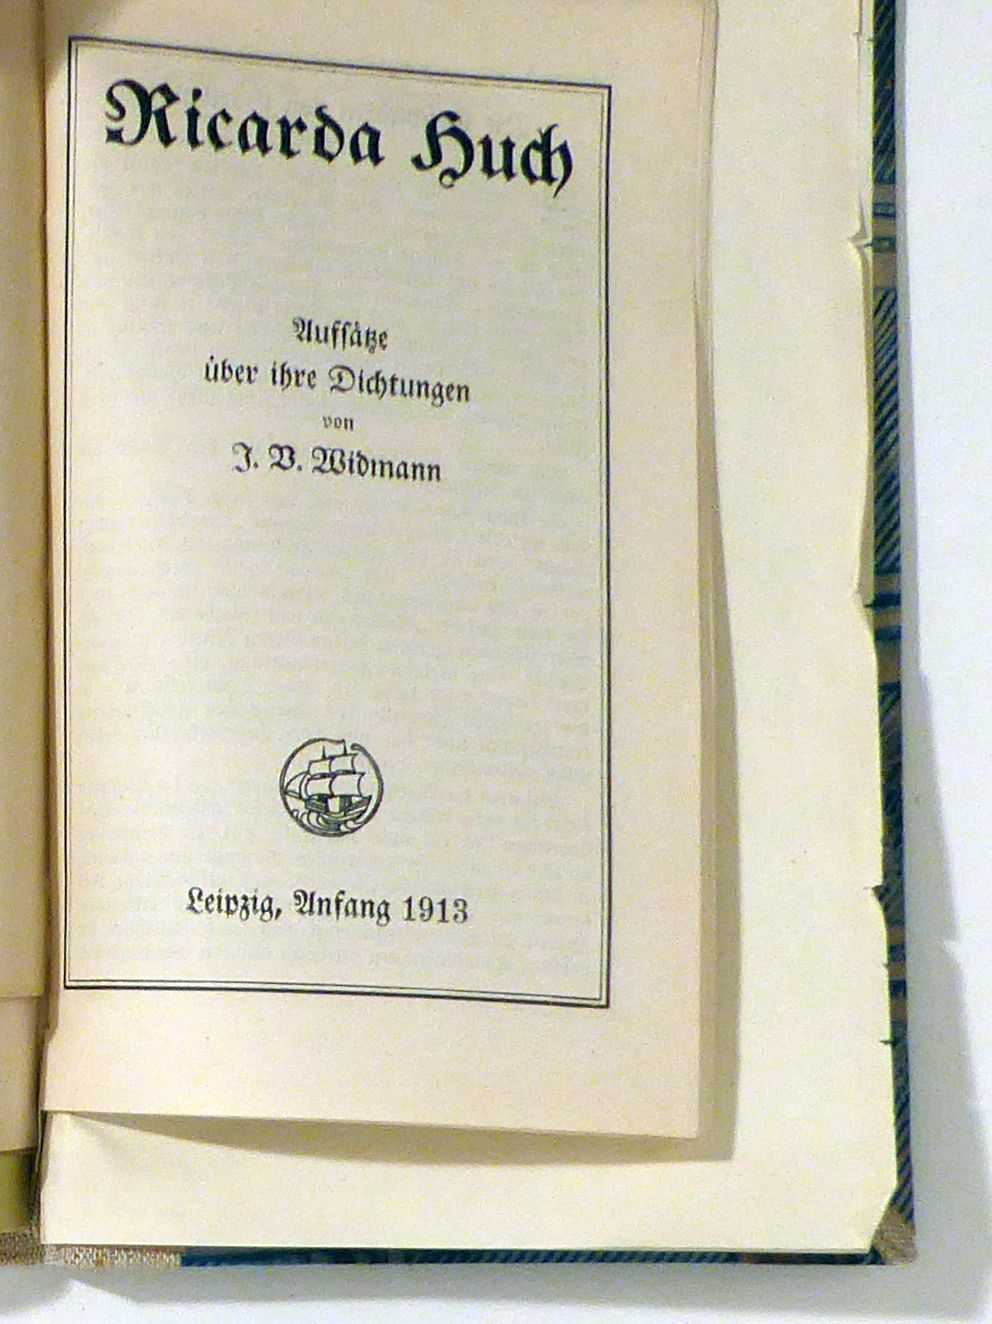 Ricarda Huch
Aufsätze
über ihre Dichtungen
von
J. V. Widmann
Leipzig, Anfang 1913